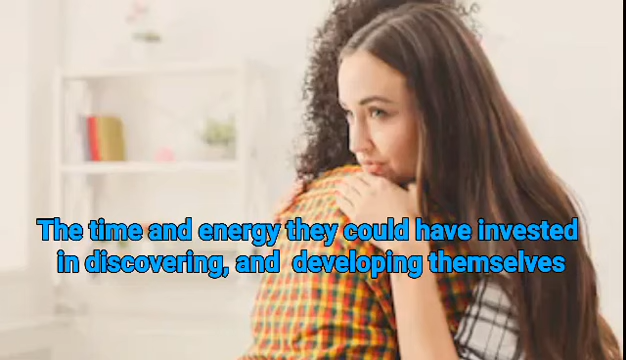 The time and energy they could have invested
in discovering, and  developing themselves